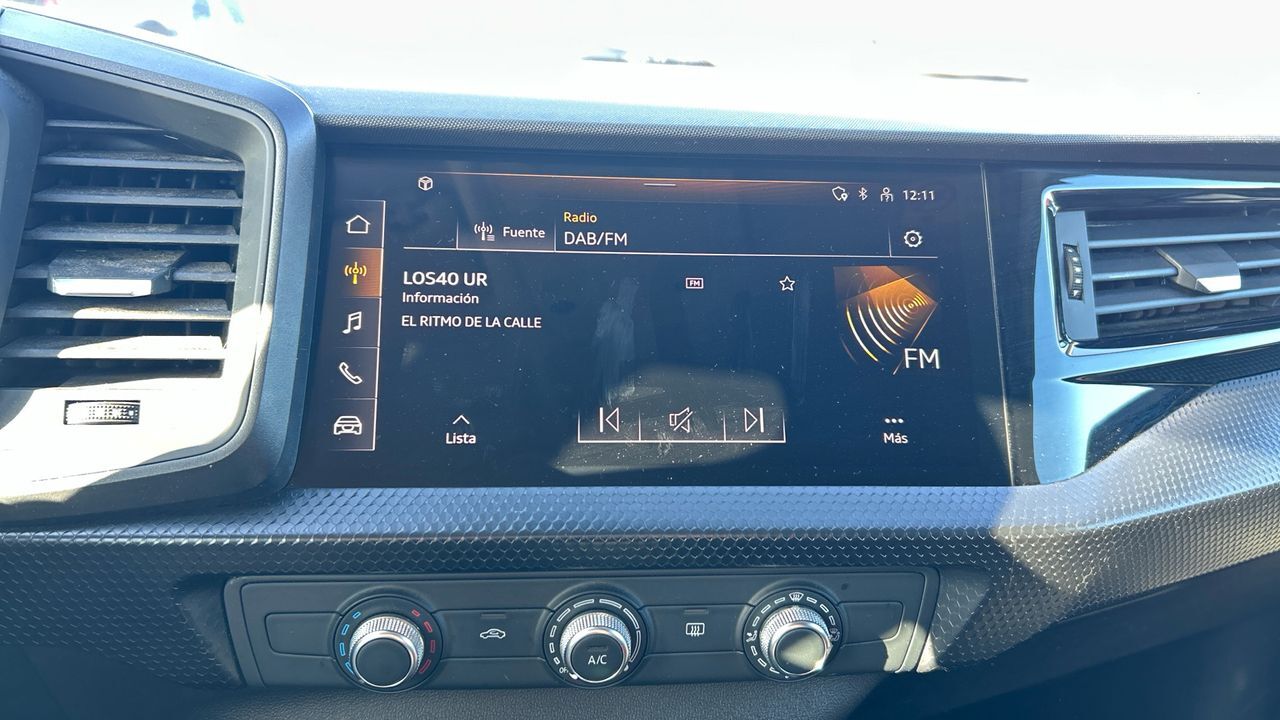 12:11
Fuente
Radio
DAB/FM
LOS40 UR
Información
EL RITMO DE LA CALLE
FM
FM
Lista
Más
A/C